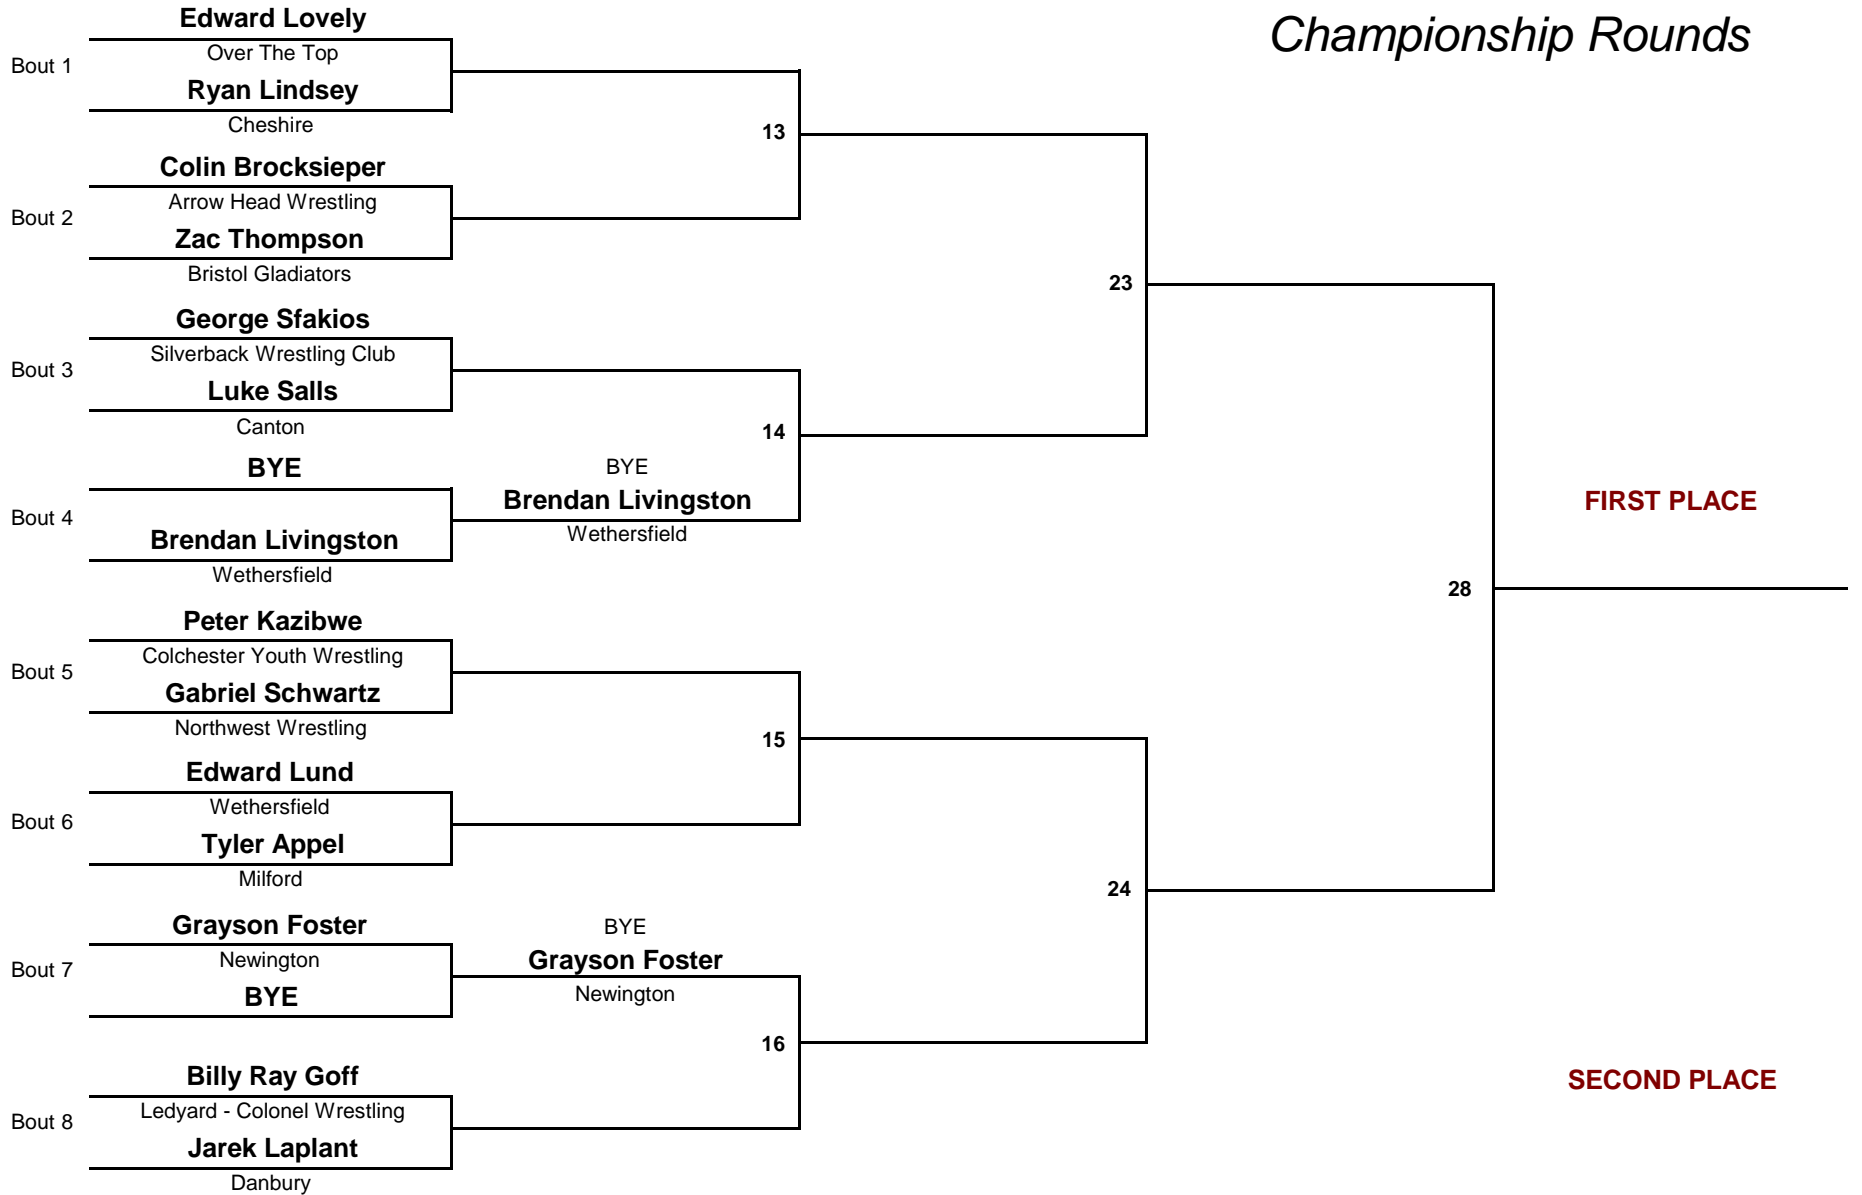 Championship Rounds
Edward Lovely
Bout 1
Over The Top
Ryan Lindsey
Cheshire
13
Colin Brocksieper
Arrow Head Wrestling
Bout 2
Zac Thompson
Bristol Gladiators
23
George Sfakios
Silverback Wrestling Club
Bout 3
Luke Salls
Canton
14
BYE
BYE
Brendan Livingston
Wethersfield
Bout 4
Brendan Livingston
Wethersfield
FIRST PLACE
28
Peter Kazibwe
Colchester Youth Wrestling
Bout 5
Gabriel Schwartz
Northwest Wrestling
15
Edward Lund
Wethersfield
Bout 6
Tyler Appel
Milford
24
Grayson Foster
Newington
Bout 7
BYE
BYE
Grayson Foster
Newington
16
Billy Ray Goff
Ledyard - Colonel Wrestling
Bout 8
Jarek Laplant
Danbury
SECOND PLACE